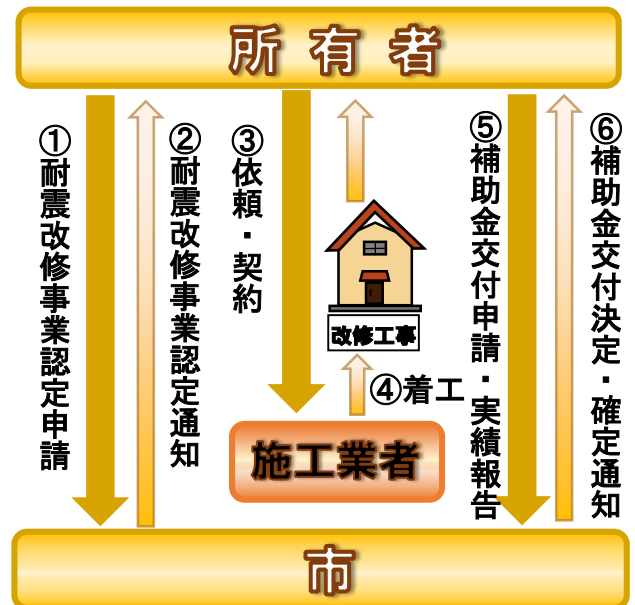 所有者
①耐震改修事業認定申請
②耐震改修事業認定通知
③依頼・契約
改修工事
④着工
施工業者
⑤補助金交付申請・実績報告
⑥補助金交付決定・確定通知
市